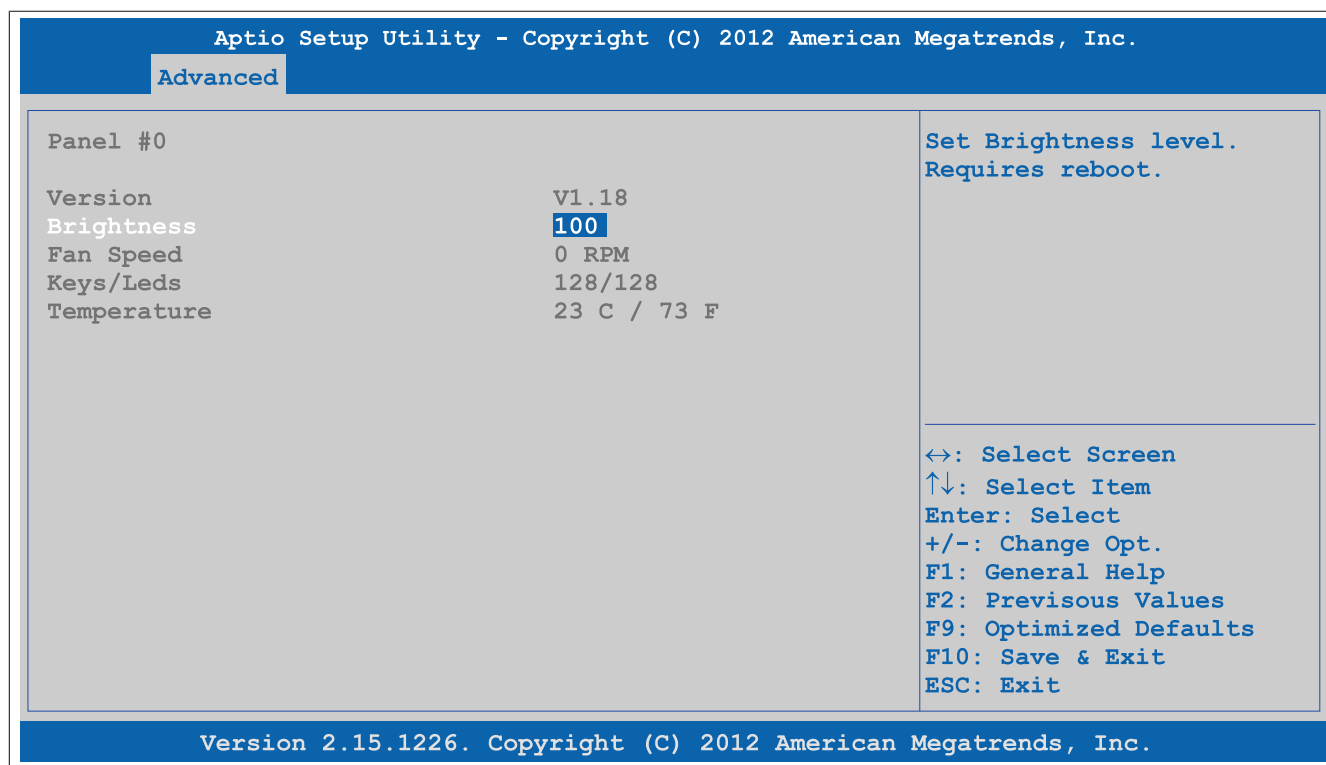 Aptio Setup Utility - Copyright (C) 2012 American Megatrends, Inc.
Advanced
Panel #0
Version V1.18
Brightness 100
Fan Speed 0 RPM
Keys/Leds 128/128
Temperature 23 C / 73 F
Set Brightness level.
Requires reboot.
↔: Select Screen
↑↓: Select Item
Enter: Select
+/-: Change Opt.
F1: General Help
F2: Previsous Values
F9: Optimized Defaults
F10: Save & Exit
ESC: Exit
Version 2.15.1226. Copyright (C) 2012 American Megatrends, Inc.